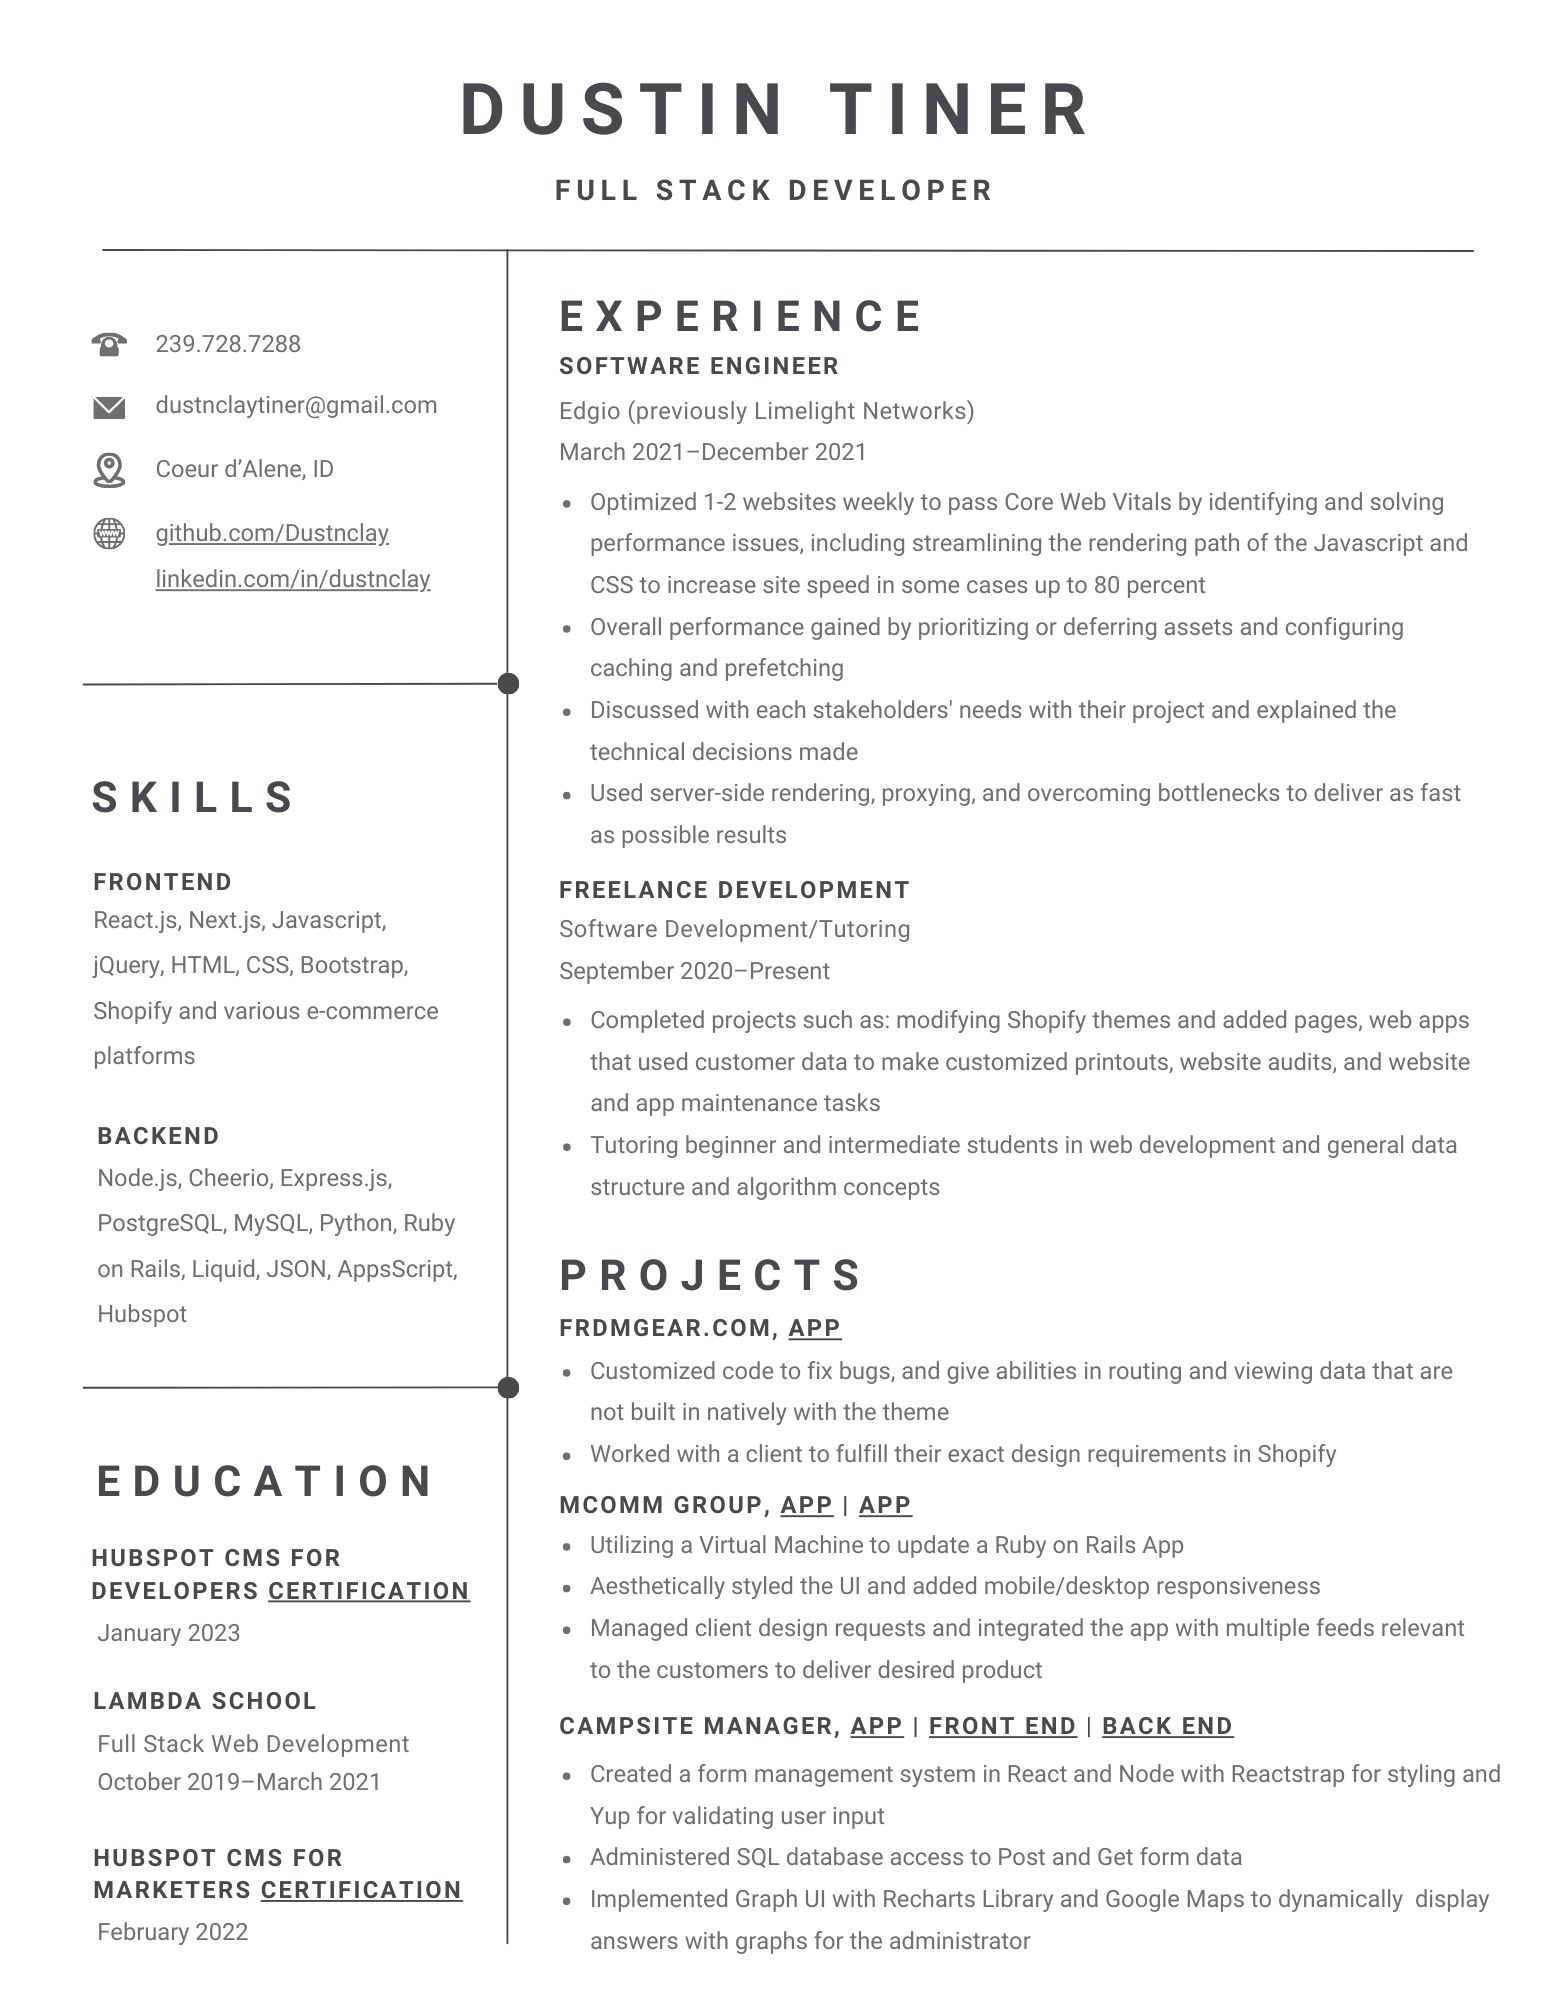 DUSTIN TINER
FULL STACK DEVELOPER
239.728.7288
dustnclaytiner@gmail.com
Coeur d’Alene, ID
github.com/Dustnclay
linkedin.com/in/dustnclay
SKILLS
FRONTEND
React.js, Next.js, Javascript,
jQuery, HTML, CSS, Bootstrap,
Shopify and various e-commerce
platforms
BACKEND
Node.js, Cheerio, Express.js,
PostgreSQL, MySQL, Python, Ruby
on Rails, Liquid, JSON, AppsScript,
Hubspot
EDUCATION
HUBSPOT CMS FOR
DEVELOPERS CERTIFICATION
January 2023
LAMBDA SCHOOL
Full Stack Web Development
October 2019–March 2021
HUBSPOT CMS FOR
MARKETERS CERTIFICATION
February 2022
EXPERIENCE
SOFTWARE ENGINEER
Edgio (previously Limelight Networks)
March 2021–December 2021
• Optimized 1-2 websites weekly to pass Core Web Vitals by identifying and solving
performance issues, including streamlining the rendering path of the Javascript and
CSS to increase site speed in some cases up to 80 percent
• Overall performance gained by prioritizing or deferring assets and configuring
caching and prefetching
• Discussed with each stakeholders' needs with their project and explained the
technical decisions made
• Used server-side rendering, proxying, and overcoming bottlenecks to deliver as fast
as possible results
FREELANCE DEVELOPMENT
Software Development/Tutoring
September 2020–Present
• Completed projects such as: modifying Shopify themes and added pages, web apps
that used customer data to make customized printouts, website audits, and website
and app maintenance tasks
• Tutoring beginner and intermediate students in web development and general data
structure and algorithm concepts
PROJECTS
FRDMGEAR.COM, APP
• Customized code to fix bugs, and give abilities in routing and viewing data that are
not built in natively with the theme
• Worked with a client to fulfill their exact design requirements in Shopify
MCOMM GROUP, APP | APP
• Utilizing a Virtual Machine to update a Ruby on Rails App
• Aesthetically styled the UI and added mobile/desktop responsiveness
• Managed client design requests and integrated the app with multiple feeds relevant
to the customers to deliver desired product
CAMPSITE MANAGER, APP | FRONT END | BACK END
• Created a form management system in React and Node with Reactstrap for styling and
Yup for validating user input
• Administered SQL database access to Post and Get form data
• Implemented Graph UI with Recharts Library and Google Maps to dynamically  display
answers with graphs for the administrator